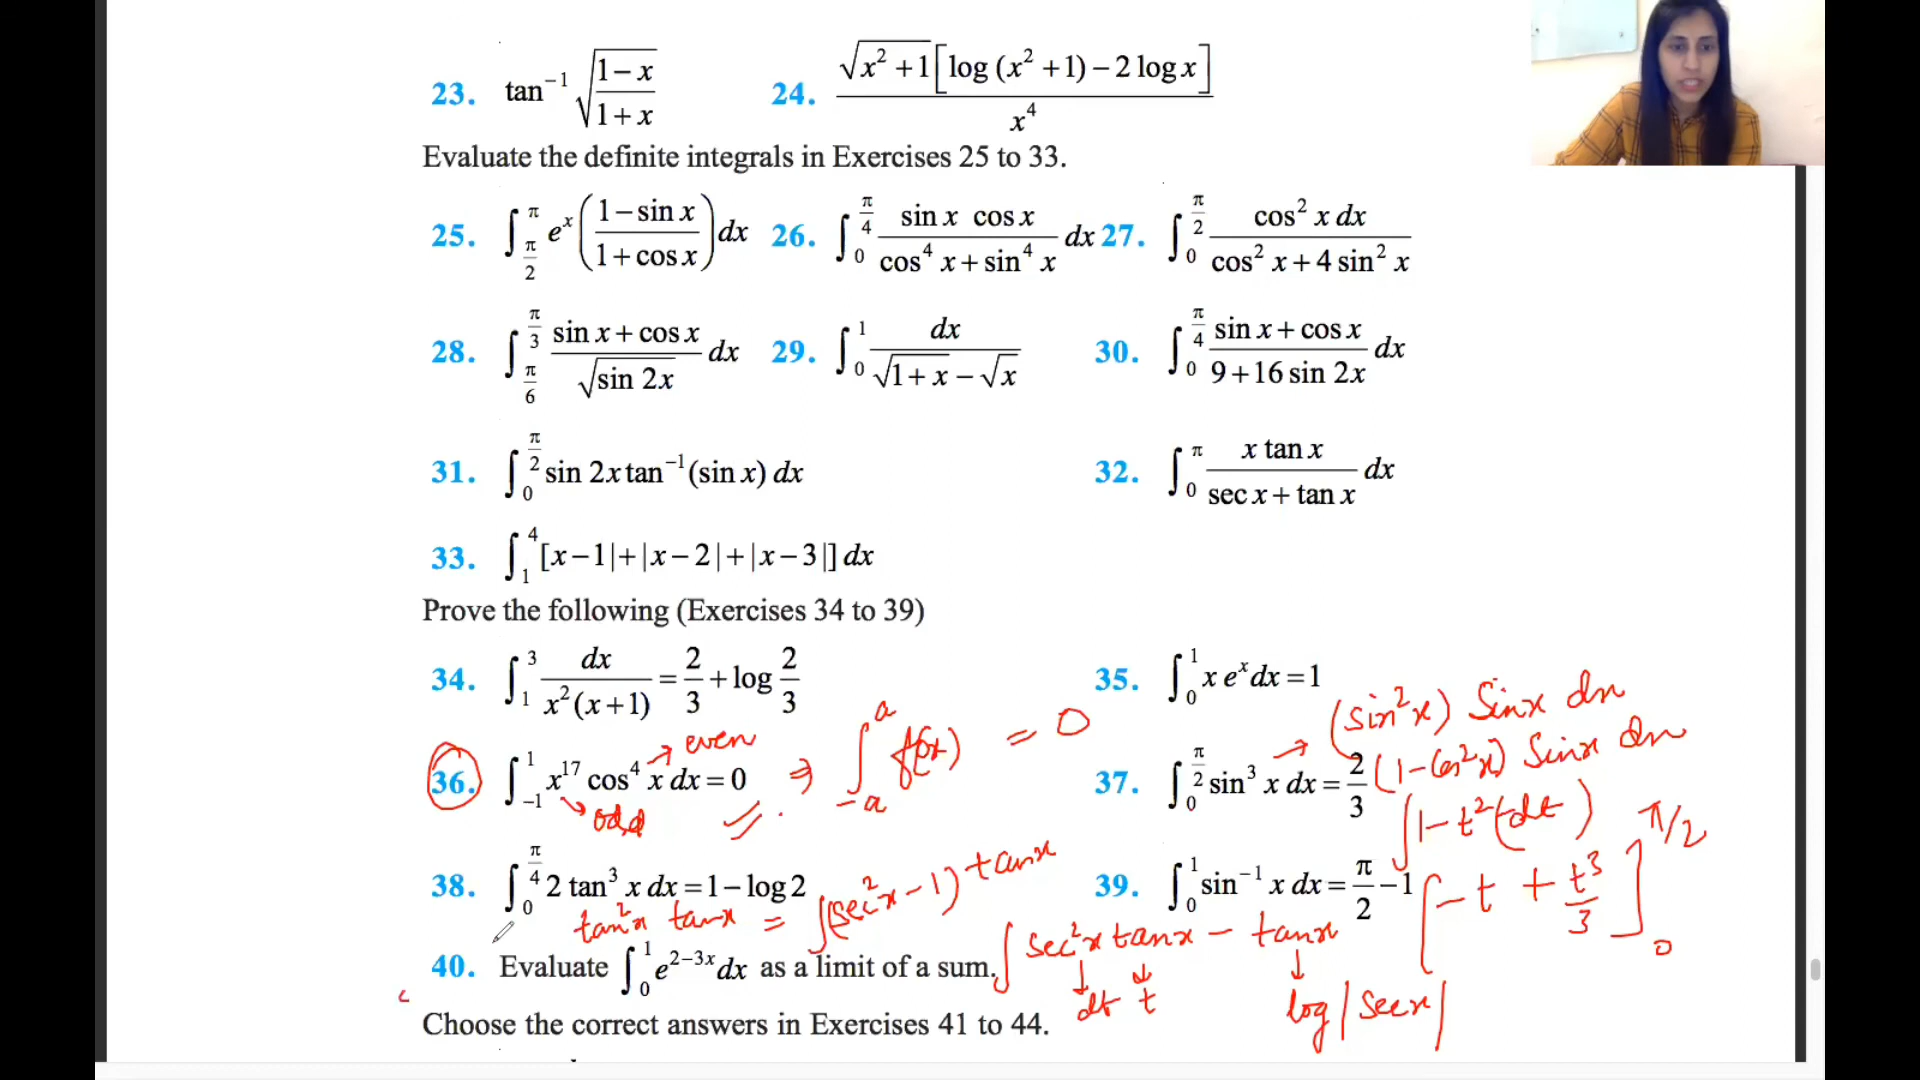 23. tan⁻¹ √((1 − x)/(1 + x)) 24. √(x² + 1) [log (x² + 1) − 2 log x] / x⁴
Evaluate the definite integrals in Exercises 25 to 33.
25. ∫_{π/2}^{π} eˣ ((1 − sin x)/(1 + cos x)) dx 26. ∫_0^{π/4} (sin x cos x)/(cos⁴ x + sin⁴ x) dx 27. ∫_0^{π/2} (cos² x dx)/(cos² x + 4 sin² x)
28. ∫_{π/6}^{π/3} (sin x + cos x)/√(sin 2x) dx 29. ∫_0^1 dx/(√(1 + x) − √x) 30. ∫_0^{π/4} (sin x + cos x)/(9 + 16 sin 2x) dx
31. ∫_0^{π/2} sin 2x tan⁻¹ (sin x) dx 32. ∫_0^π (x tan x)/(sec x + tan x) dx
33. ∫_1^4 [x − 1| + |x − 2| + |x − 3|] dx
Prove the following (Exercises 34 to 39)
34. ∫_1^3 dx/(x² (x + 1)) = 2/3 + log 2/3 35. ∫_0^1 x eˣ dx = 1
(sin²x) Sinx dx
36. ∫_{−1}^1 x¹⁷ cos⁴ x dx = 0 → even ⇒ ∫_{−a}^a f(x) = 0 37. ∫_0^{π/2} sin³ x dx = 2/3 (1 − Cos²x) Sinx dx
odd
∫1 − t² (−dt)
38. ∫_0^{π/4} 2 tan³ x dx = 1 − log 2 39. ∫_0^1 sin⁻¹ x dx = π/2 − 1 [−t + t³/3]_0^{π/2}
tan²x tanx = ∫(sec²x − 1) tanx
∫ sec²x tanx − tanx
40. Evaluate ∫_0^1 e^{2−3x} dx as a limit of a sum.
dt t log |secx|
Choose the correct answers in Exercises 41 to 44.